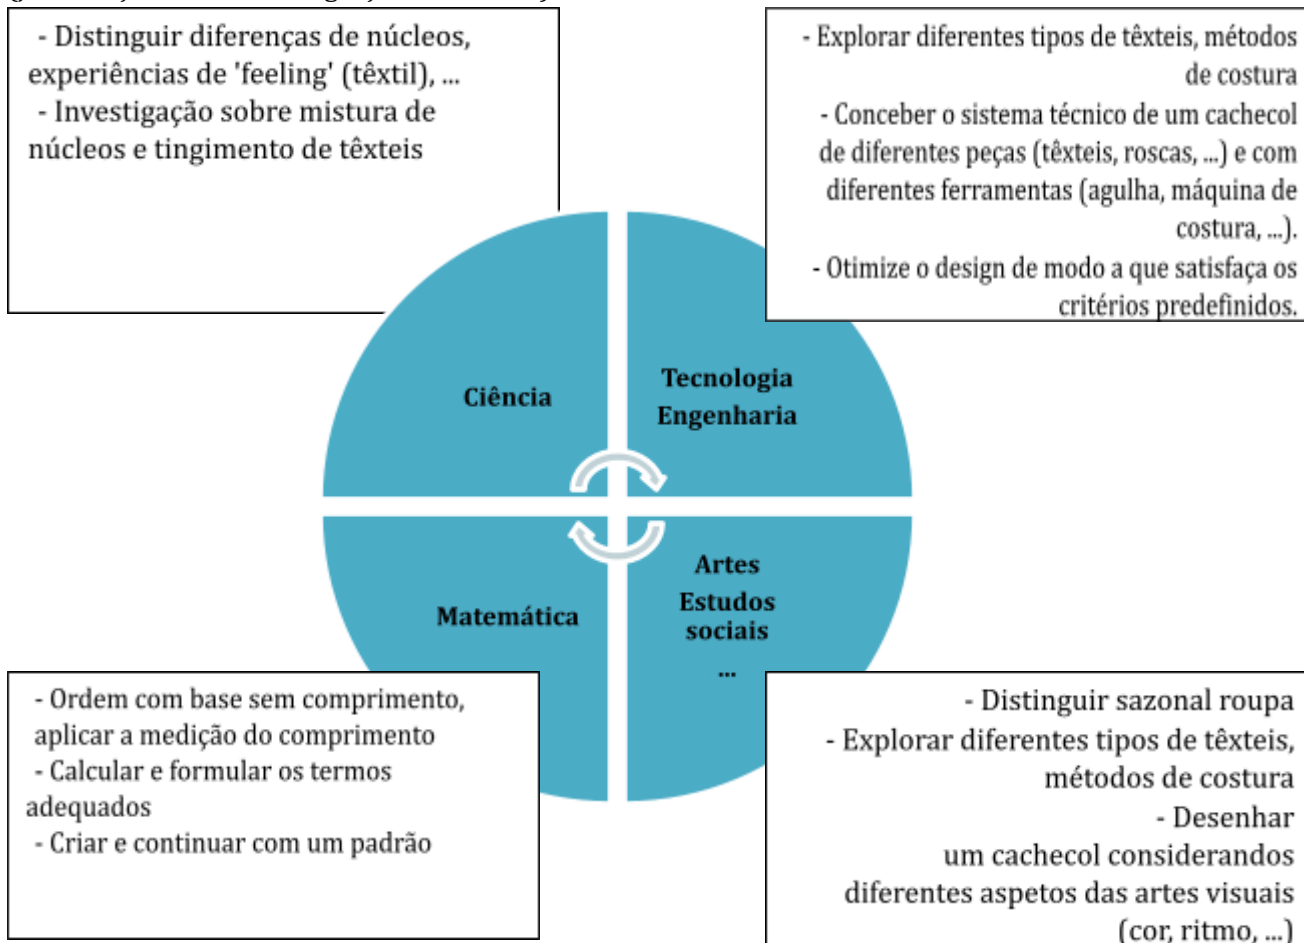 - Distinguir diferenças de núcleos,
experiências de 'feeling' (têxtil), ...
- Investigação sobre mistura de
núcleos e tingimento de têxteis
- Explorar diferentes tipos de têxteis, métodos
de costura
- Conceber o sistema técnico de um cachecol
de diferentes peças (têxteis, roscas, ...) e com
diferentes ferramentas (agulha, máquina de
costura, ...).
- Otimize o design de modo a que satisfaça os
critérios predefinidos.
Ciência
Tecnologia
Engenharia
Matemática
Artes
Estudos
sociais
...
- Ordem com base sem comprimento,
aplicar a medição do comprimento
- Calcular e formular os termos
adequados
- Criar e continuar com um padrão
- Distinguir sazonal roupa
- Explorar diferentes tipos de têxteis,
métodos de costura
- Desenhar
um cachecol considerandos
diferentes aspetos das artes visuais
(cor, ritmo, ...)